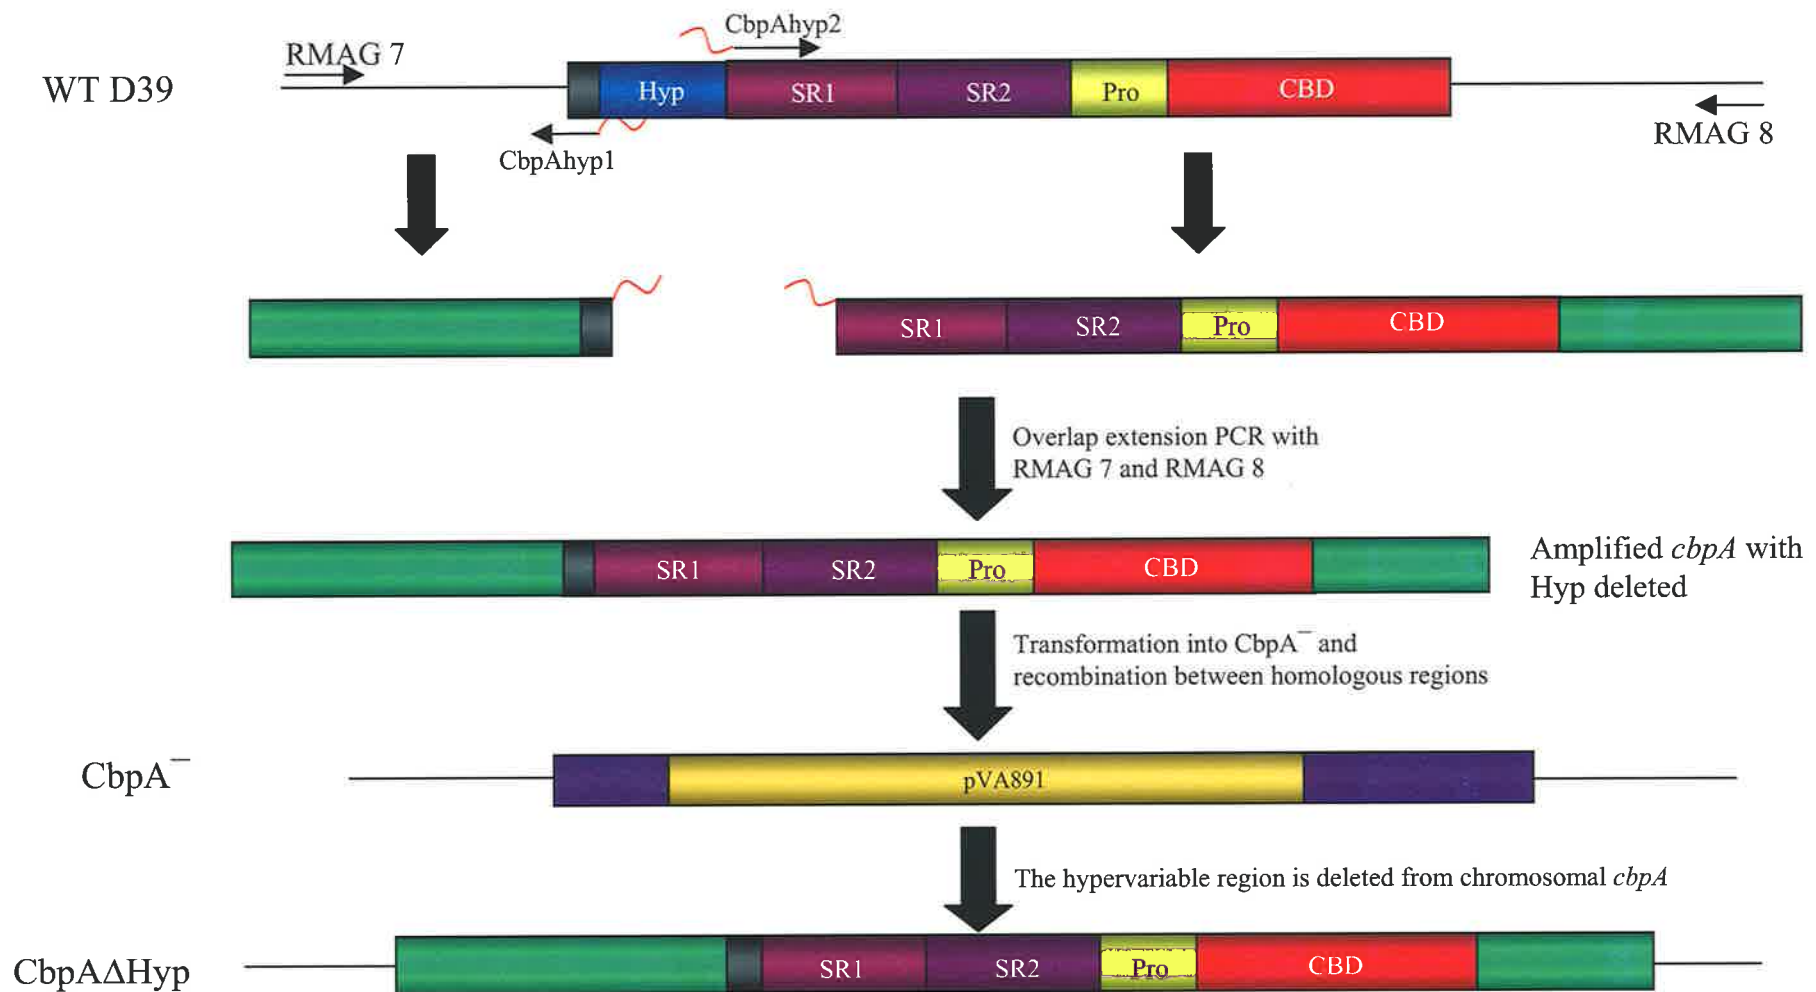 CbpAhyp2
RMAG 7
WT D39
Hyp
SR1
SR2
Pro
CBD
CbpAhyp1
RMAG 8
SR1
SR2
Pro
CBD
Overlap extension PCR with
RMAG 7 and RMAG 8
SR1
SR2
Pro
CBD
Amplified cbpA with
Hyp deleted
Transformation into CbpA⁻ and
recombination between homologous regions
CbpA⁻
pVA891
The hypervariable region is deleted from chromosomal cbpA
CbpAΔHyp
SR1
SR2
Pro
CBD